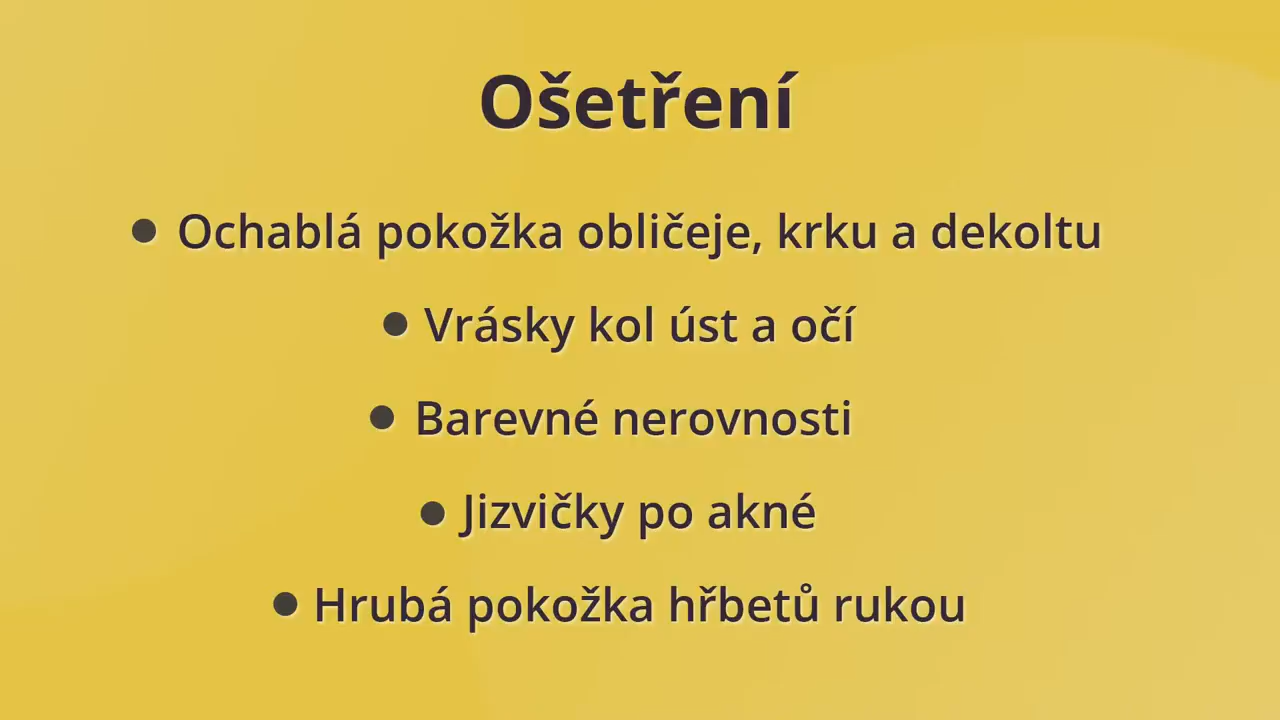 Ošetření
● Ochablá pokožka obličeje, krku a dekoltu
● Vrásky kol úst a očí
● Barevné nerovnosti
● Jizvičky po akné
● Hrubá pokožka hřbetů rukou